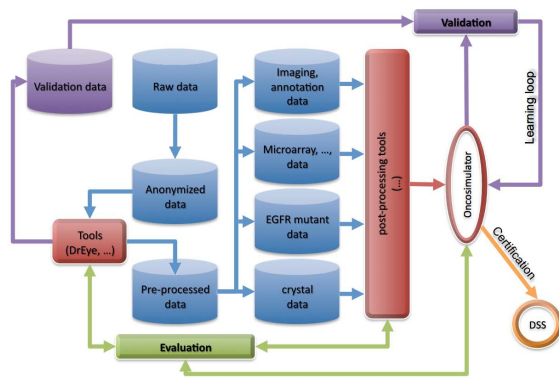 Validation
Validation data
Raw data
Imaging,
annotation
data
Microarray, ...,
data
EGFR mutant
data
crystal
data
Anonymized
data
Tools
(DrEye, ...)
Pre-processed
data
Evaluation
post-processing tools
(...)
Oncosimulator
Learning loop
Certification
DSS